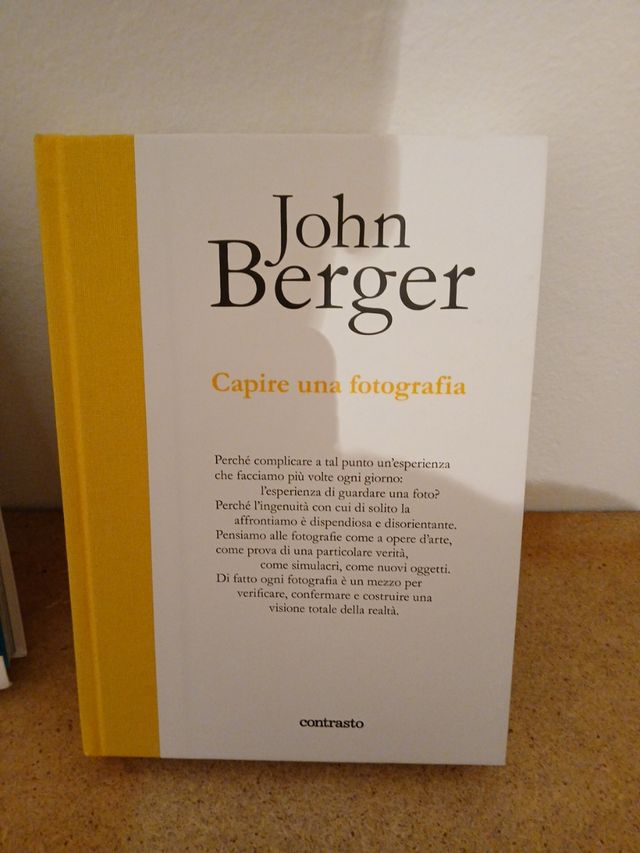 John
Berger
Capire una fotografia
Perché complicare a tal punto un'esperienza
che facciamo più volte ogni giorno:
l'esperienza di guardare una foto?
Perché l'ingenuità con cui di solito la
affrontiamo è dispendiosa e disorientante.
Pensiamo alle fotografie come a opere d'arte,
come prova di una particolare verità,
come simulacri, come nuovi oggetti.
Di fatto ogni fotografia è un mezzo per
verificare, confermare e costruire una
visione totale della realtà.
contrasto